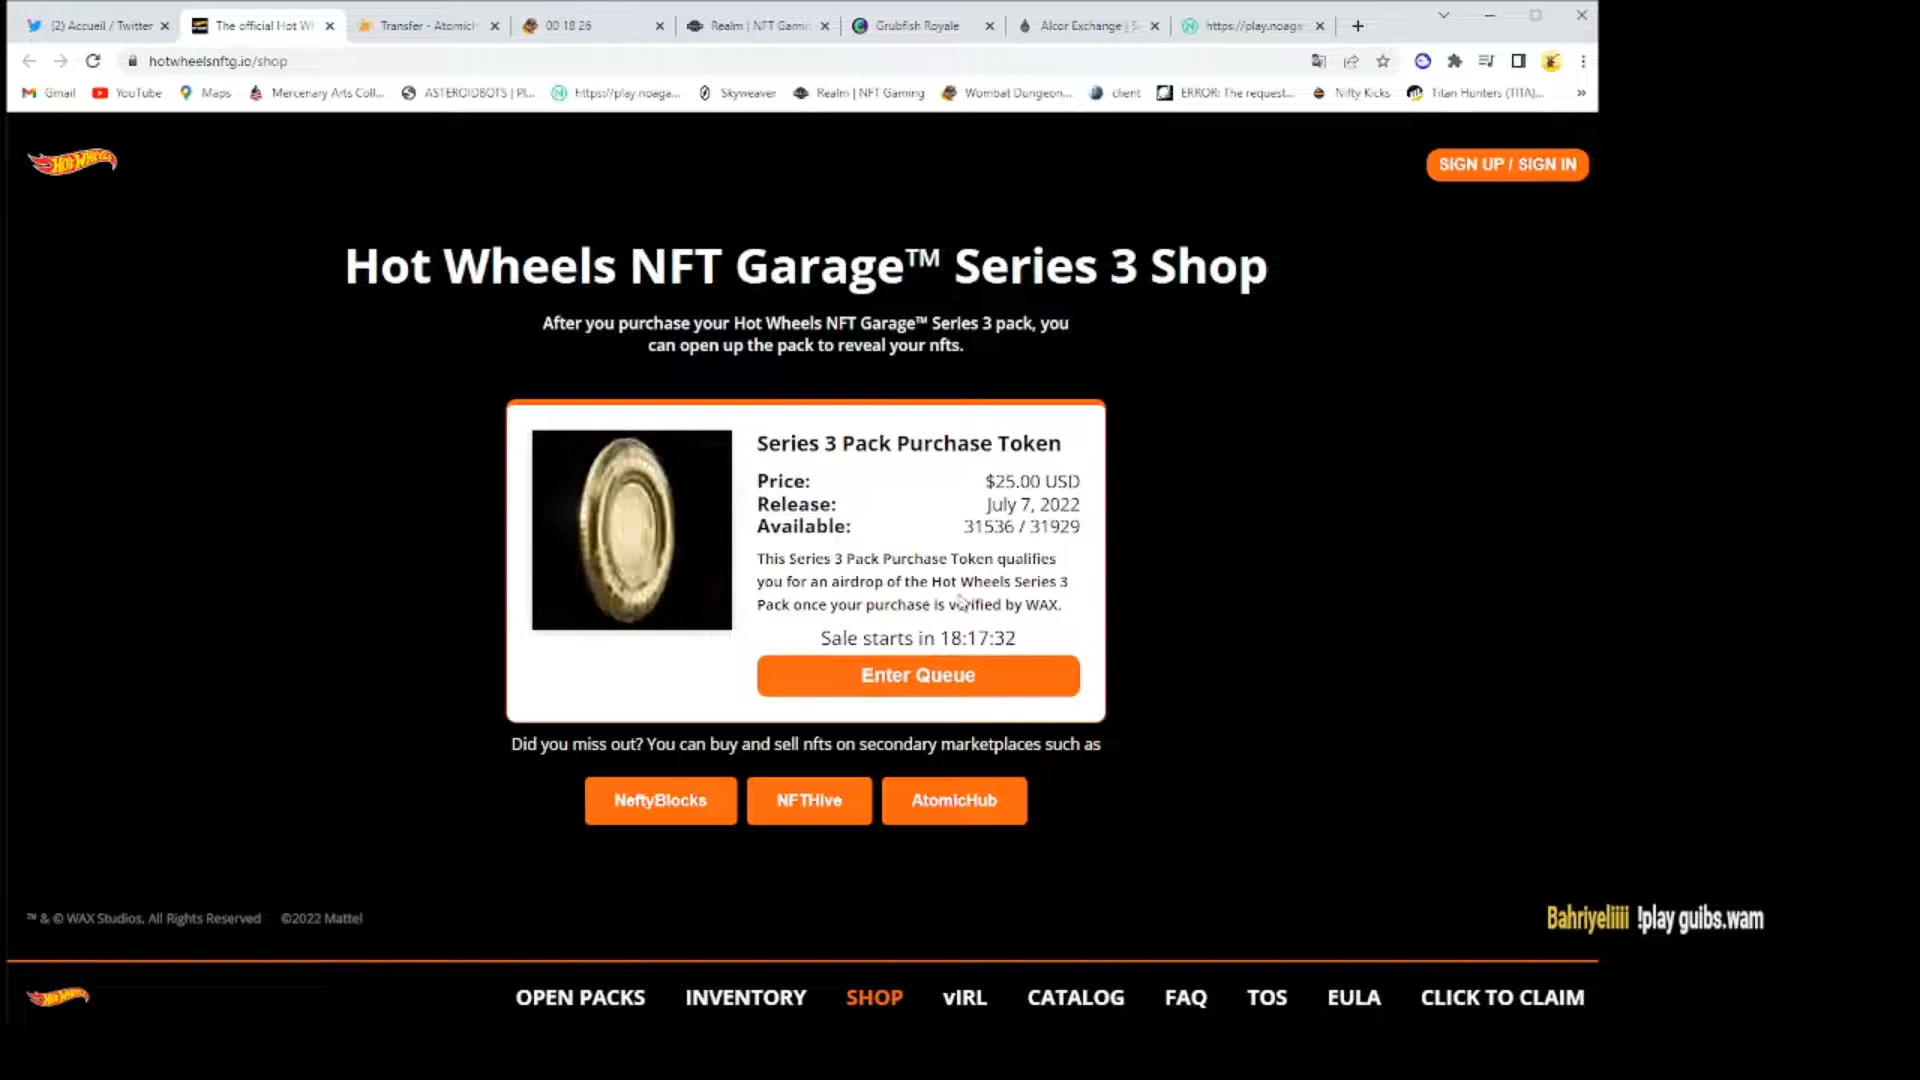 (2) Accueil / Twitter
The official Hot W
Transfer - Atomicl
00 18 26
Realm | NFT Gamin
Grubfish Royale
Alcor Exchange | S
https://play.noaga
hotwheelsnftg.io/shop
Gmail
YouTube
Maps
Mercenary Arts Coll...
ASTEROIDBOTS | Pl...
https://play.noaga...
Skyweaver
Realm | NFT Gaming
Wombat Dungeon...
client
ERROR: The request...
Nifty Kicks
Titan Hunters (TITA)...
»
HOT WHEELS
SIGN UP / SIGN IN
Hot Wheels NFT Garage™ Series 3 Shop
After you purchase your Hot Wheels NFT Garage™ Series 3 pack, you
can open up the pack to reveal your nfts.
Series 3 Pack Purchase Token
Price: $25.00 USD
Release: July 7, 2022
Available: 31536 / 31929
This Series 3 Pack Purchase Token qualifies
you for an airdrop of the Hot Wheels Series 3
Pack once your purchase is verified by WAX.
Sale starts in 18:17:32
Enter Queue
Did you miss out? You can buy and sell nfts on secondary marketplaces such as
NeftyBlocks
NFTHive
AtomicHub
™ & © WAX Studios. All Rights Reserved ©2022 Mattel
Bahriyeliiii !play guibs.wam
HOT WHEELS
OPEN PACKS
INVENTORY
SHOP
vIRL
CATALOG
FAQ
TOS
EULA
CLICK TO CLAIM